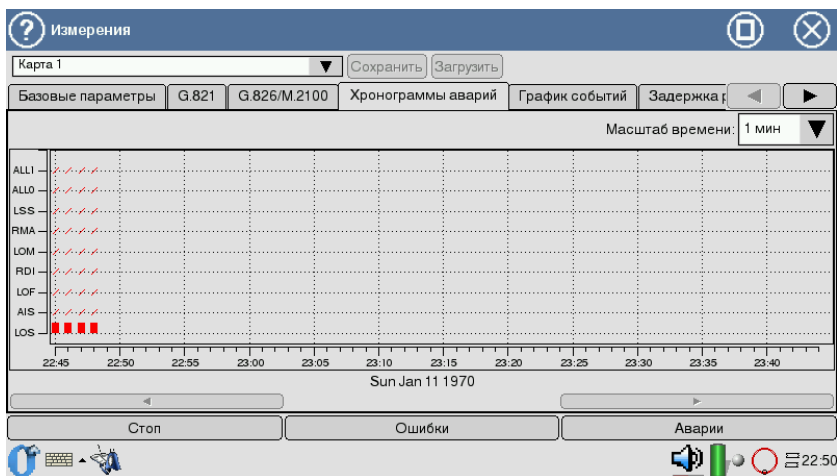 Измерения
Карта 1 Сохранить Загрузить
Базовые параметры G.821 G.826/M.2100 Хронограммы аварий График событий Задержка р
Масштаб времени: 1 мин
ALL1
ALL0
LSS
RMA
LOM
RDI
LOF
AIS
LOS
22:45 22:50 22:55 23:00 23:05 23:10 23:15 23:20 23:25 23:30 23:35 23:40
Sun Jan 11 1970
Стоп Ошибки Аварии
22:50